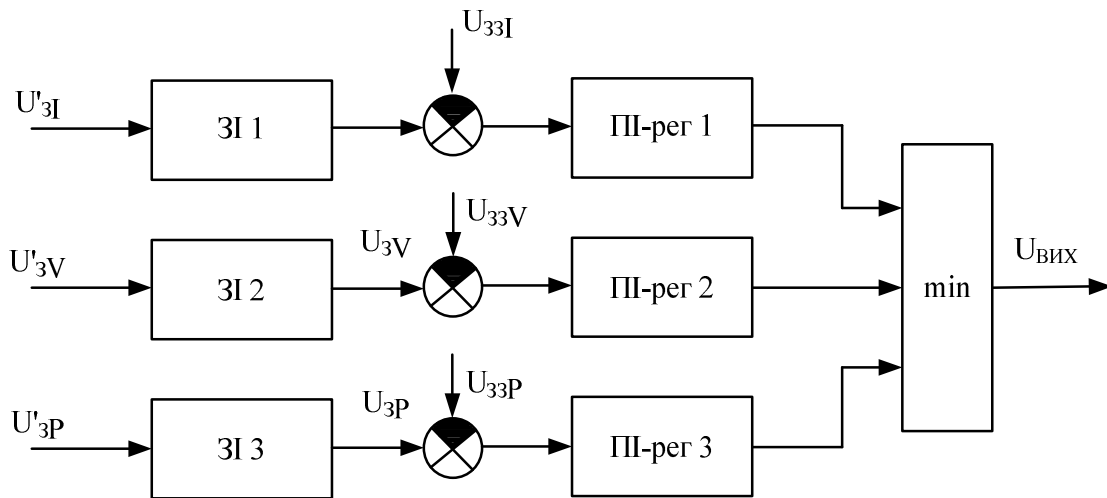 UззI
U'зI
ЗІ 1
ПІ-рег 1
UззV
U'зV
ЗІ 2
UзV
ПІ-рег 2
min
Uвих
UззP
U'зP
ЗІ 3
UзP
ПІ-рег 3